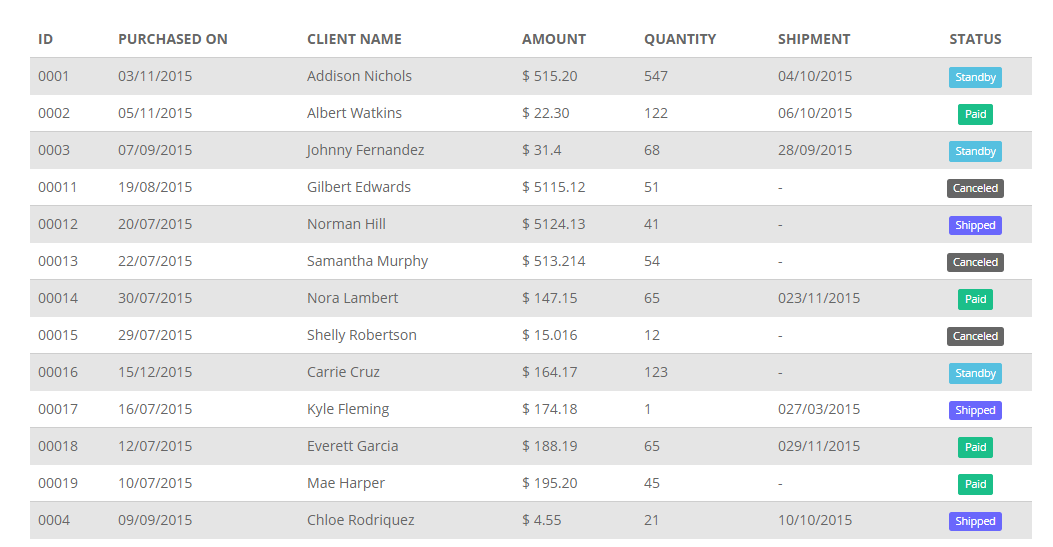 ID PURCHASED ON CLIENT NAME AMOUNT QUANTITY SHIPMENT STATUS
0001 03/11/2015 Addison Nichols $ 515.20 547 04/10/2015 Standby
0002 05/11/2015 Albert Watkins $ 22.30 122 06/10/2015 Paid
0003 07/09/2015 Johnny Fernandez $ 31.4 68 28/09/2015 Standby
00011 19/08/2015 Gilbert Edwards $ 5115.12 51 - Canceled
00012 20/07/2015 Norman Hill $ 5124.13 41 - Shipped
00013 22/07/2015 Samantha Murphy $ 513.214 54 - Canceled
00014 30/07/2015 Nora Lambert $ 147.15 65 023/11/2015 Paid
00015 29/07/2015 Shelly Robertson $ 15.016 12 - Canceled
00016 15/12/2015 Carrie Cruz $ 164.17 123 - Standby
00017 16/07/2015 Kyle Fleming $ 174.18 1 027/03/2015 Shipped
00018 12/07/2015 Everett Garcia $ 188.19 65 029/11/2015 Paid
00019 10/07/2015 Mae Harper $ 195.20 45 - Paid
0004 09/09/2015 Chloe Rodriquez $ 4.55 21 10/10/2015 Shipped